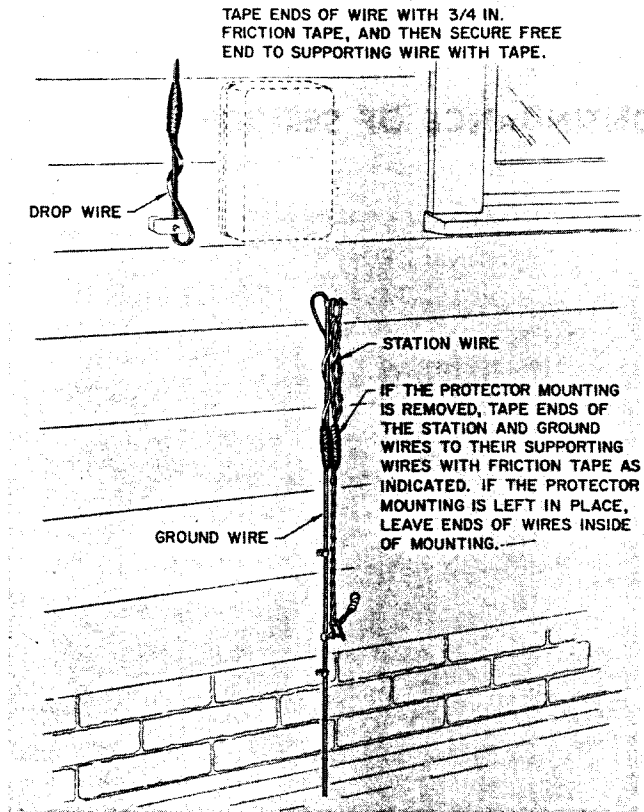 TAPE ENDS OF WIRE WITH 3/4 IN.
FRICTION TAPE, AND THEN SECURE FREE
END TO SUPPORTING WIRE WITH TAPE.
DROP WIRE
STATION WIRE
IF THE PROTECTOR MOUNTING
IS REMOVED, TAPE ENDS OF
THE STATION AND GROUND
WIRES TO THEIR SUPPORTING
WIRES WITH FRICTION TAPE AS
INDICATED. IF THE PROTECTOR
MOUNTING IS LEFT IN PLACE,
LEAVE ENDS OF WIRES INSIDE
OF MOUNTING.
GROUND WIRE